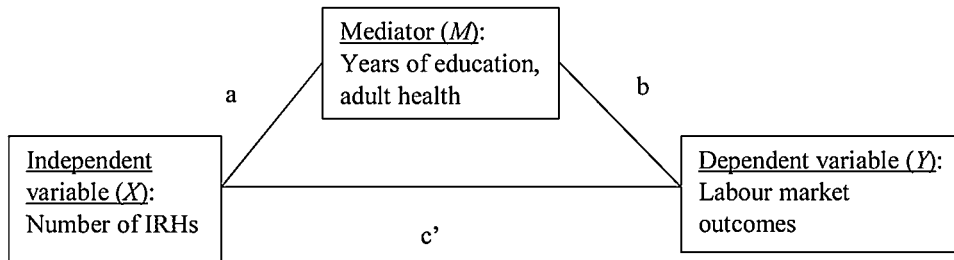 Mediator (M):
Years of education,
adult health
a
b
Independent
variable (X):
Number of IRHs
Dependent variable (Y):
Labour market
outcomes
c’